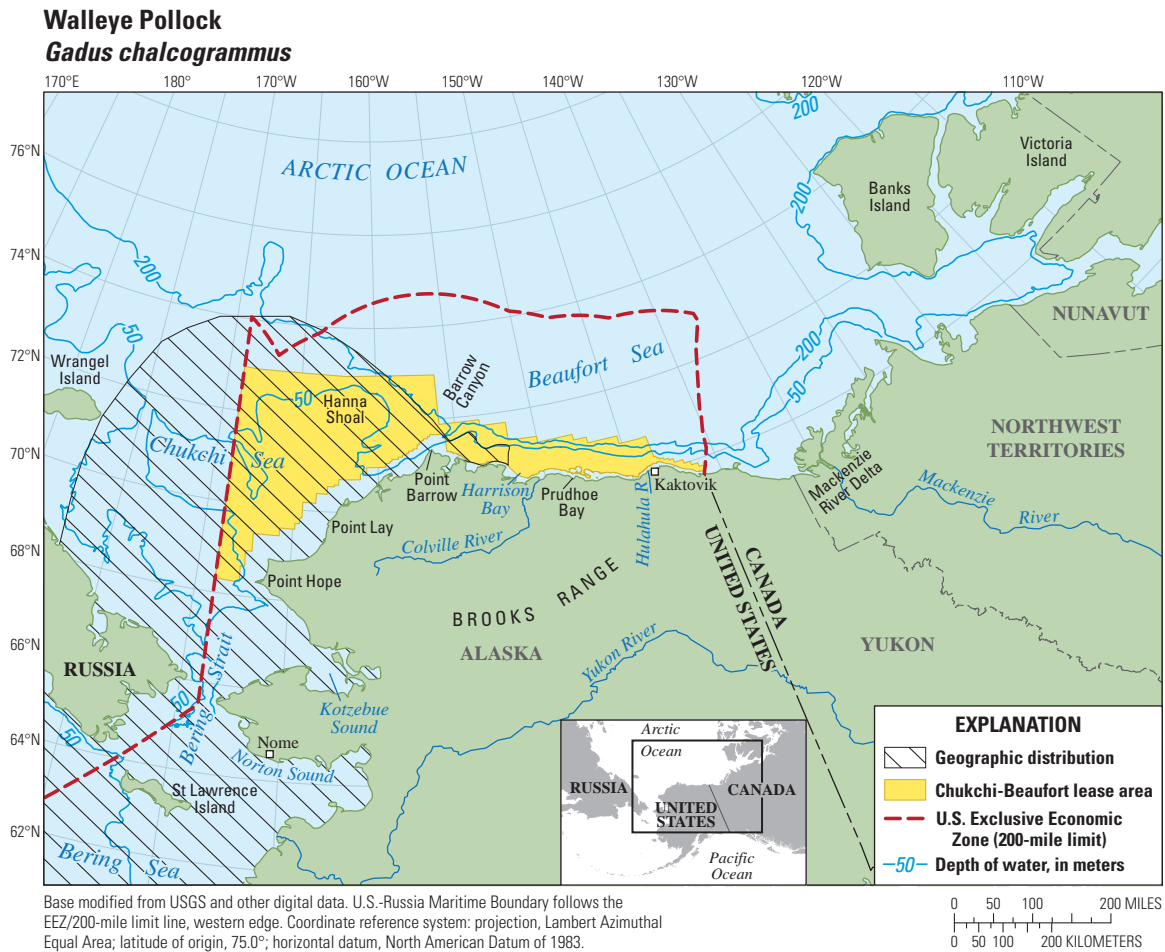 Walleye Pollock
Gadus chalcogrammus
170°E 180° 170°W 160°W 150°W 140°W 130°W 120°W 110°W
76°N
74°N
72°N
70°N
68°N
66°N
64°N
62°N
ARCTIC OCEAN
200
200
Victoria
Island
Banks
Island
200
50
NUNAVUT
Wrangel
Island
Beaufort Sea
Barrow
Canyon
200
50
50
Hanna
Shoal
Chukchi Sea
NORTHWEST
TERRITORIES
Point
Barrow
Harrison
Bay
Prudhoe
Bay
Hulahula R
Kaktovik
Mackenzie
River Delta
Mackenzie
River
Point Lay
Colville River
Point Hope
BROOKS RANGE
CANADA
UNITED STATES
ALASKA
YUKON
RUSSIA
Bering Strait
50
Yukon River
Kotzebue
Sound
50
Nome
Norton Sound
St Lawrence
Island
Bering Sea
Arctic
Ocean
RUSSIA
CANADA
UNITED
STATES
Pacific
Ocean
EXPLANATION
Geographic distribution
Chukchi-Beaufort lease area
U.S. Exclusive Economic
Zone (200-mile limit)
50 Depth of water, in meters
Base modified from USGS and other digital data. U.S.-Russia Maritime Boundary follows the
EEZ/200-mile limit line, western edge. Coordinate reference system: projection, Lambert Azimuthal
Equal Area; latitude of origin, 75.0°; horizontal datum, North American Datum of 1983.
0 50 100 200 MILES
0 50 100 200 KILOMETERS